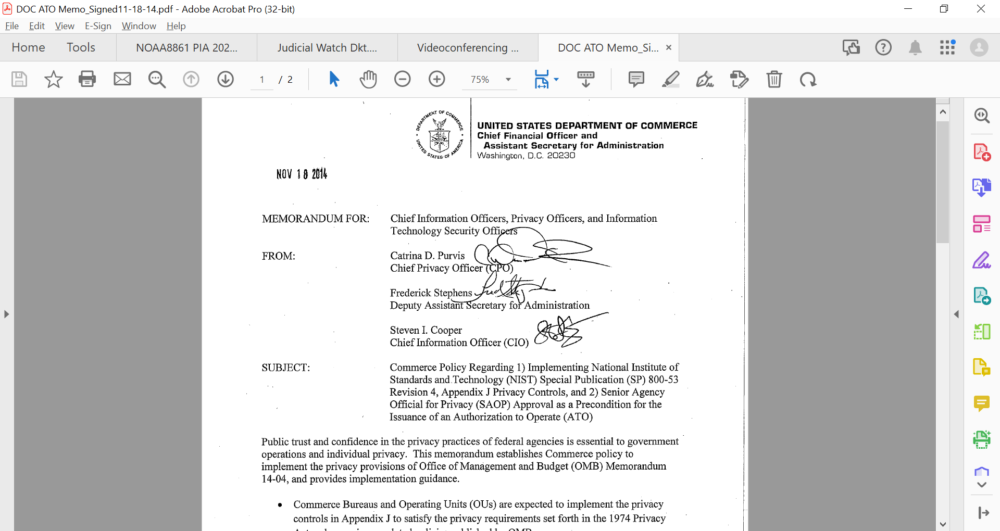 DOC ATO Memo_Signed11-18-14.pdf - Adobe Acrobat Pro (32-bit)
File Edit View E-Sign Window Help
Home Tools NOAA8861 PIA 202... Judicial Watch Dkt.... Videoconferencing ... DOC ATO Memo_Si... ×
1 / 2 75%
DEPARTMENT OF COMMERCE
UNITED STATES OF AMERICA
UNITED STATES DEPARTMENT OF COMMERCE
Chief Financial Officer and
Assistant Secretary for Administration
Washington, D.C. 20230
NOV 18 2014
MEMORANDUM FOR: Chief Information Officers, Privacy Officers, and Information
Technology Security Officers
FROM: Catrina D. Purvis
Chief Privacy Officer (CPO)
Frederick Stephens
Deputy Assistant Secretary for Administration
Steven I. Cooper
Chief Information Officer (CIO)
SUBJECT: Commerce Policy Regarding 1) Implementing National Institute of
Standards and Technology (NIST) Special Publication (SP) 800-53
Revision 4, Appendix J Privacy Controls, and 2) Senior Agency
Official for Privacy (SAOP) Approval as a Precondition for the
Issuance of an Authorization to Operate (ATO)
Public trust and confidence in the privacy practices of federal agencies is essential to government
operations and individual privacy. This memorandum establishes Commerce policy to
implement the privacy provisions of Office of Management and Budget (OMB) Memorandum
14-04, and provides implementation guidance.
• Commerce Bureaus and Operating Units (OUs) are expected to implement the privacy
controls in Appendix J to satisfy the privacy requirements set forth in the 1974 Privacy